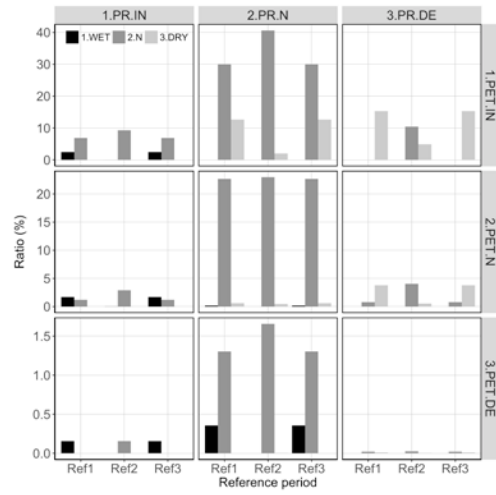 1.PR.IN 2.PR.N 3.PR.DE
1.WET 2.N 3.DRY
40
30
20
10
0
1.PET.IN
20
15
10
5
0
2.PET.N
1.5
1.0
0.5
0.0
3.PET.DE
Ratio (%)
Ref1 Ref2 Ref3 Ref1 Ref2 Ref3 Ref1 Ref2 Ref3
Reference period